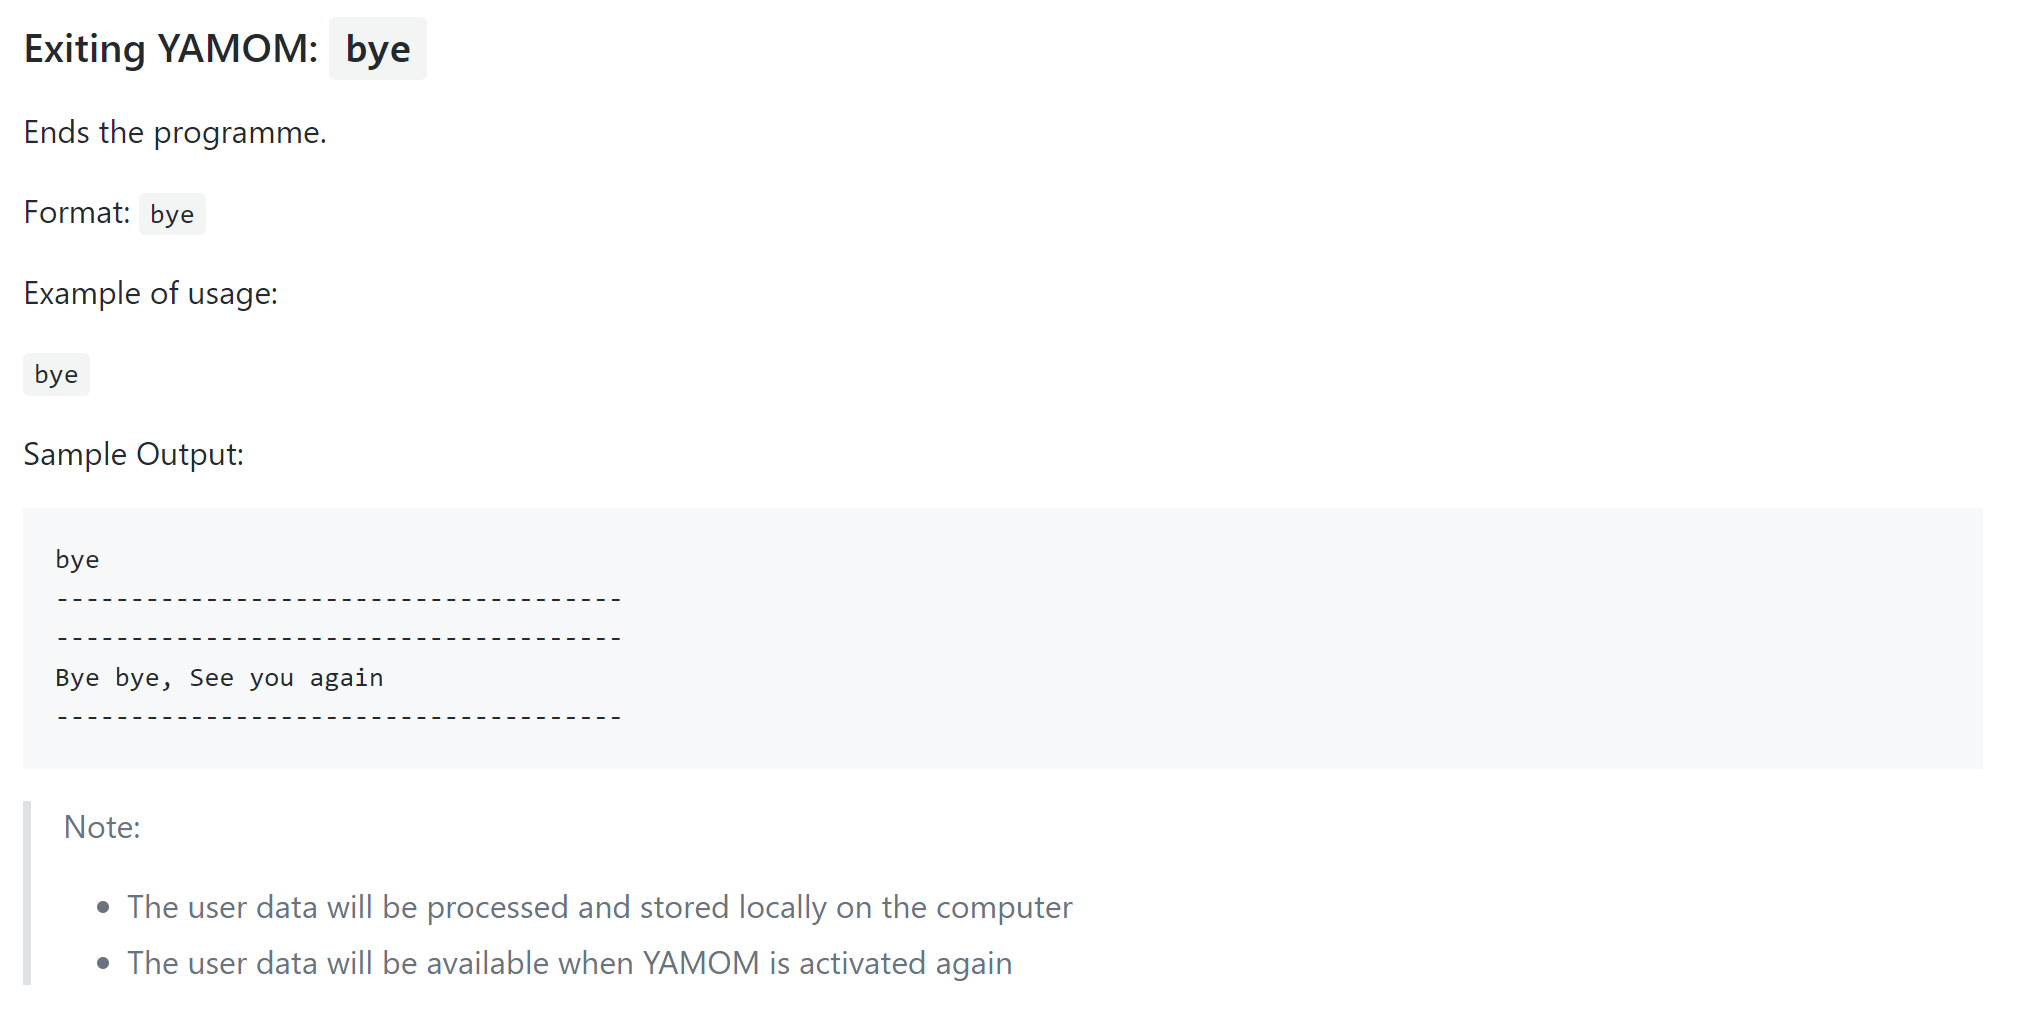 Exiting YAMOM: bye
Ends the programme.
Format: bye
Example of usage:
bye
Sample Output:
bye
--------------------------------------
--------------------------------------
Bye bye, See you again
--------------------------------------
Note:
• The user data will be processed and stored locally on the computer
• The user data will be available when YAMOM is activated again